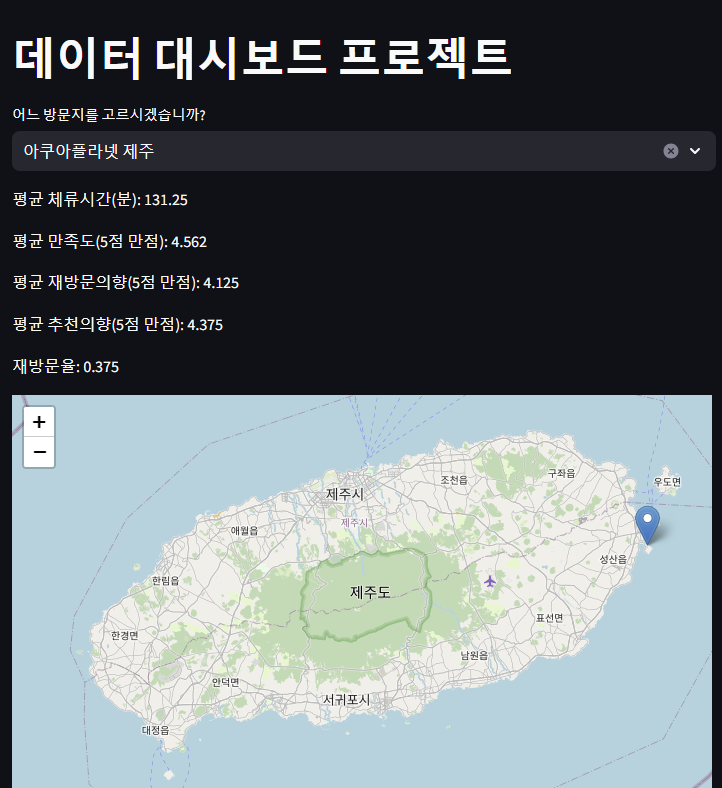 데이터 대시보드 프로젝트
어느 방문지를 고르시겠습니까?
아쿠아플라넷 제주
평균 체류시간(분): 131.25
평균 만족도(5점 만점): 4.562
평균 재방문의향(5점 만점): 4.125
평균 추천의향(5점 만점): 4.375
재방문율: 0.375
+
−
구좌읍
조천읍
우도면
제주시
제주시
애월읍
성산읍
한림읍
제주도
표선면
한경면
남원읍
안덕면
서귀포시
대정읍